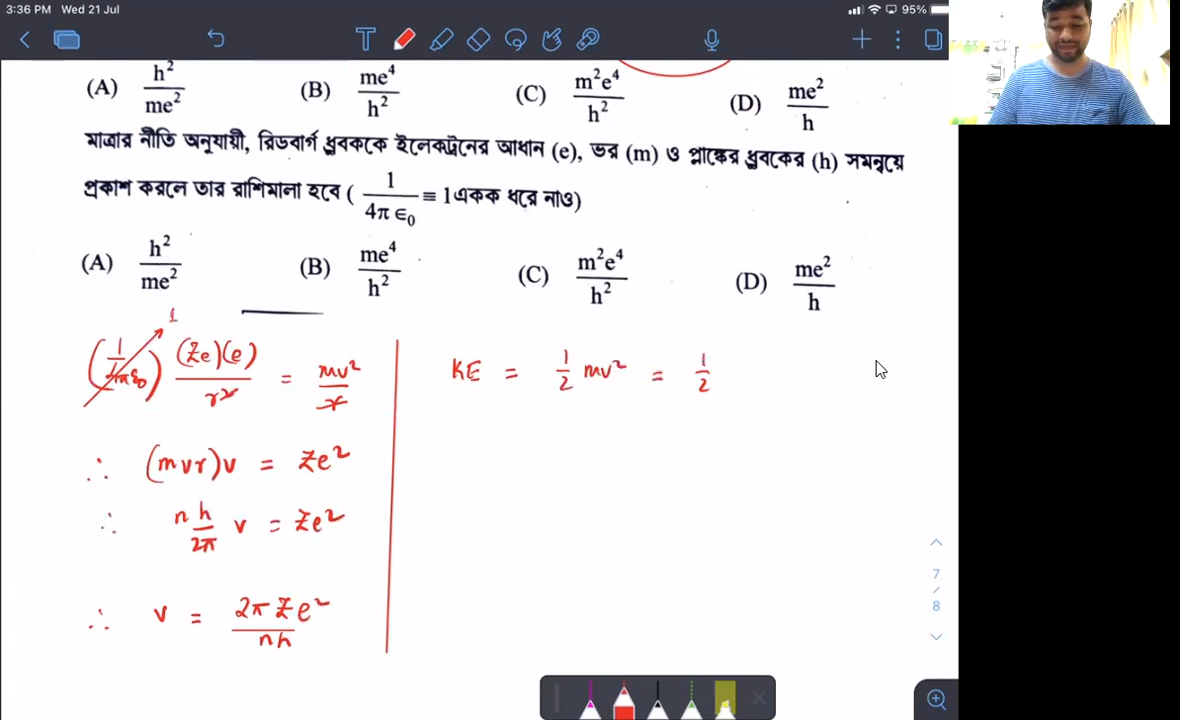 3:36 PM Wed 21 Jul
95%
(A) h²/me² (B) me⁴/h² (C) m²e⁴/h² (D) me²/h
মাত্রার নীতি অনুযায়ী, রিডবার্গ ধ্রুবককে ইলেকট্রনের আধান (e), ভর (m) ও প্লাঙ্কের ধ্রুবকের (h) সমন্বয়ে
প্রকাশ করলে তার রাশিমালা হবে ( 1/4π ∈₀ ≡ 1একক ধরে নাও)
(A) h²/me² (B) me⁴/h² (C) m²e⁴/h² (D) me²/h
1
(1/4πε₀) (Ze)(e)/r² = mv²/r
∴ (mvr)v = Ze²
∴ nh/2π v = Ze²
∴ v = 2πZe²/nh
KE = 1/2 mv² = 1/2
7
/
8